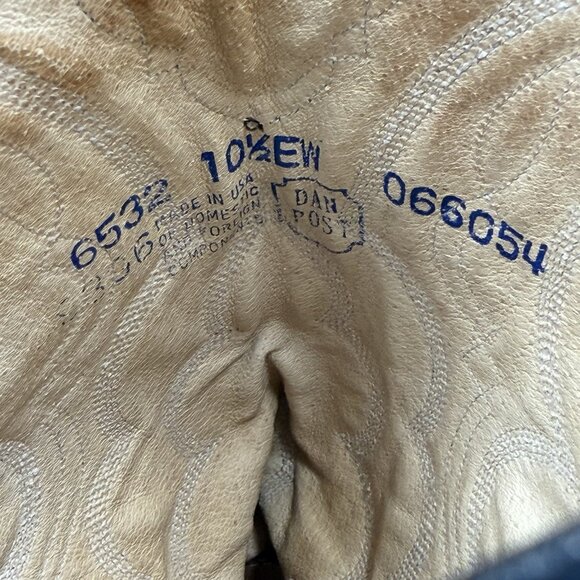 6532 10½EW 066054
MADE IN USA
OF DOMESTIC
AND FOREIGN
COMPONENTS
DAN
POST